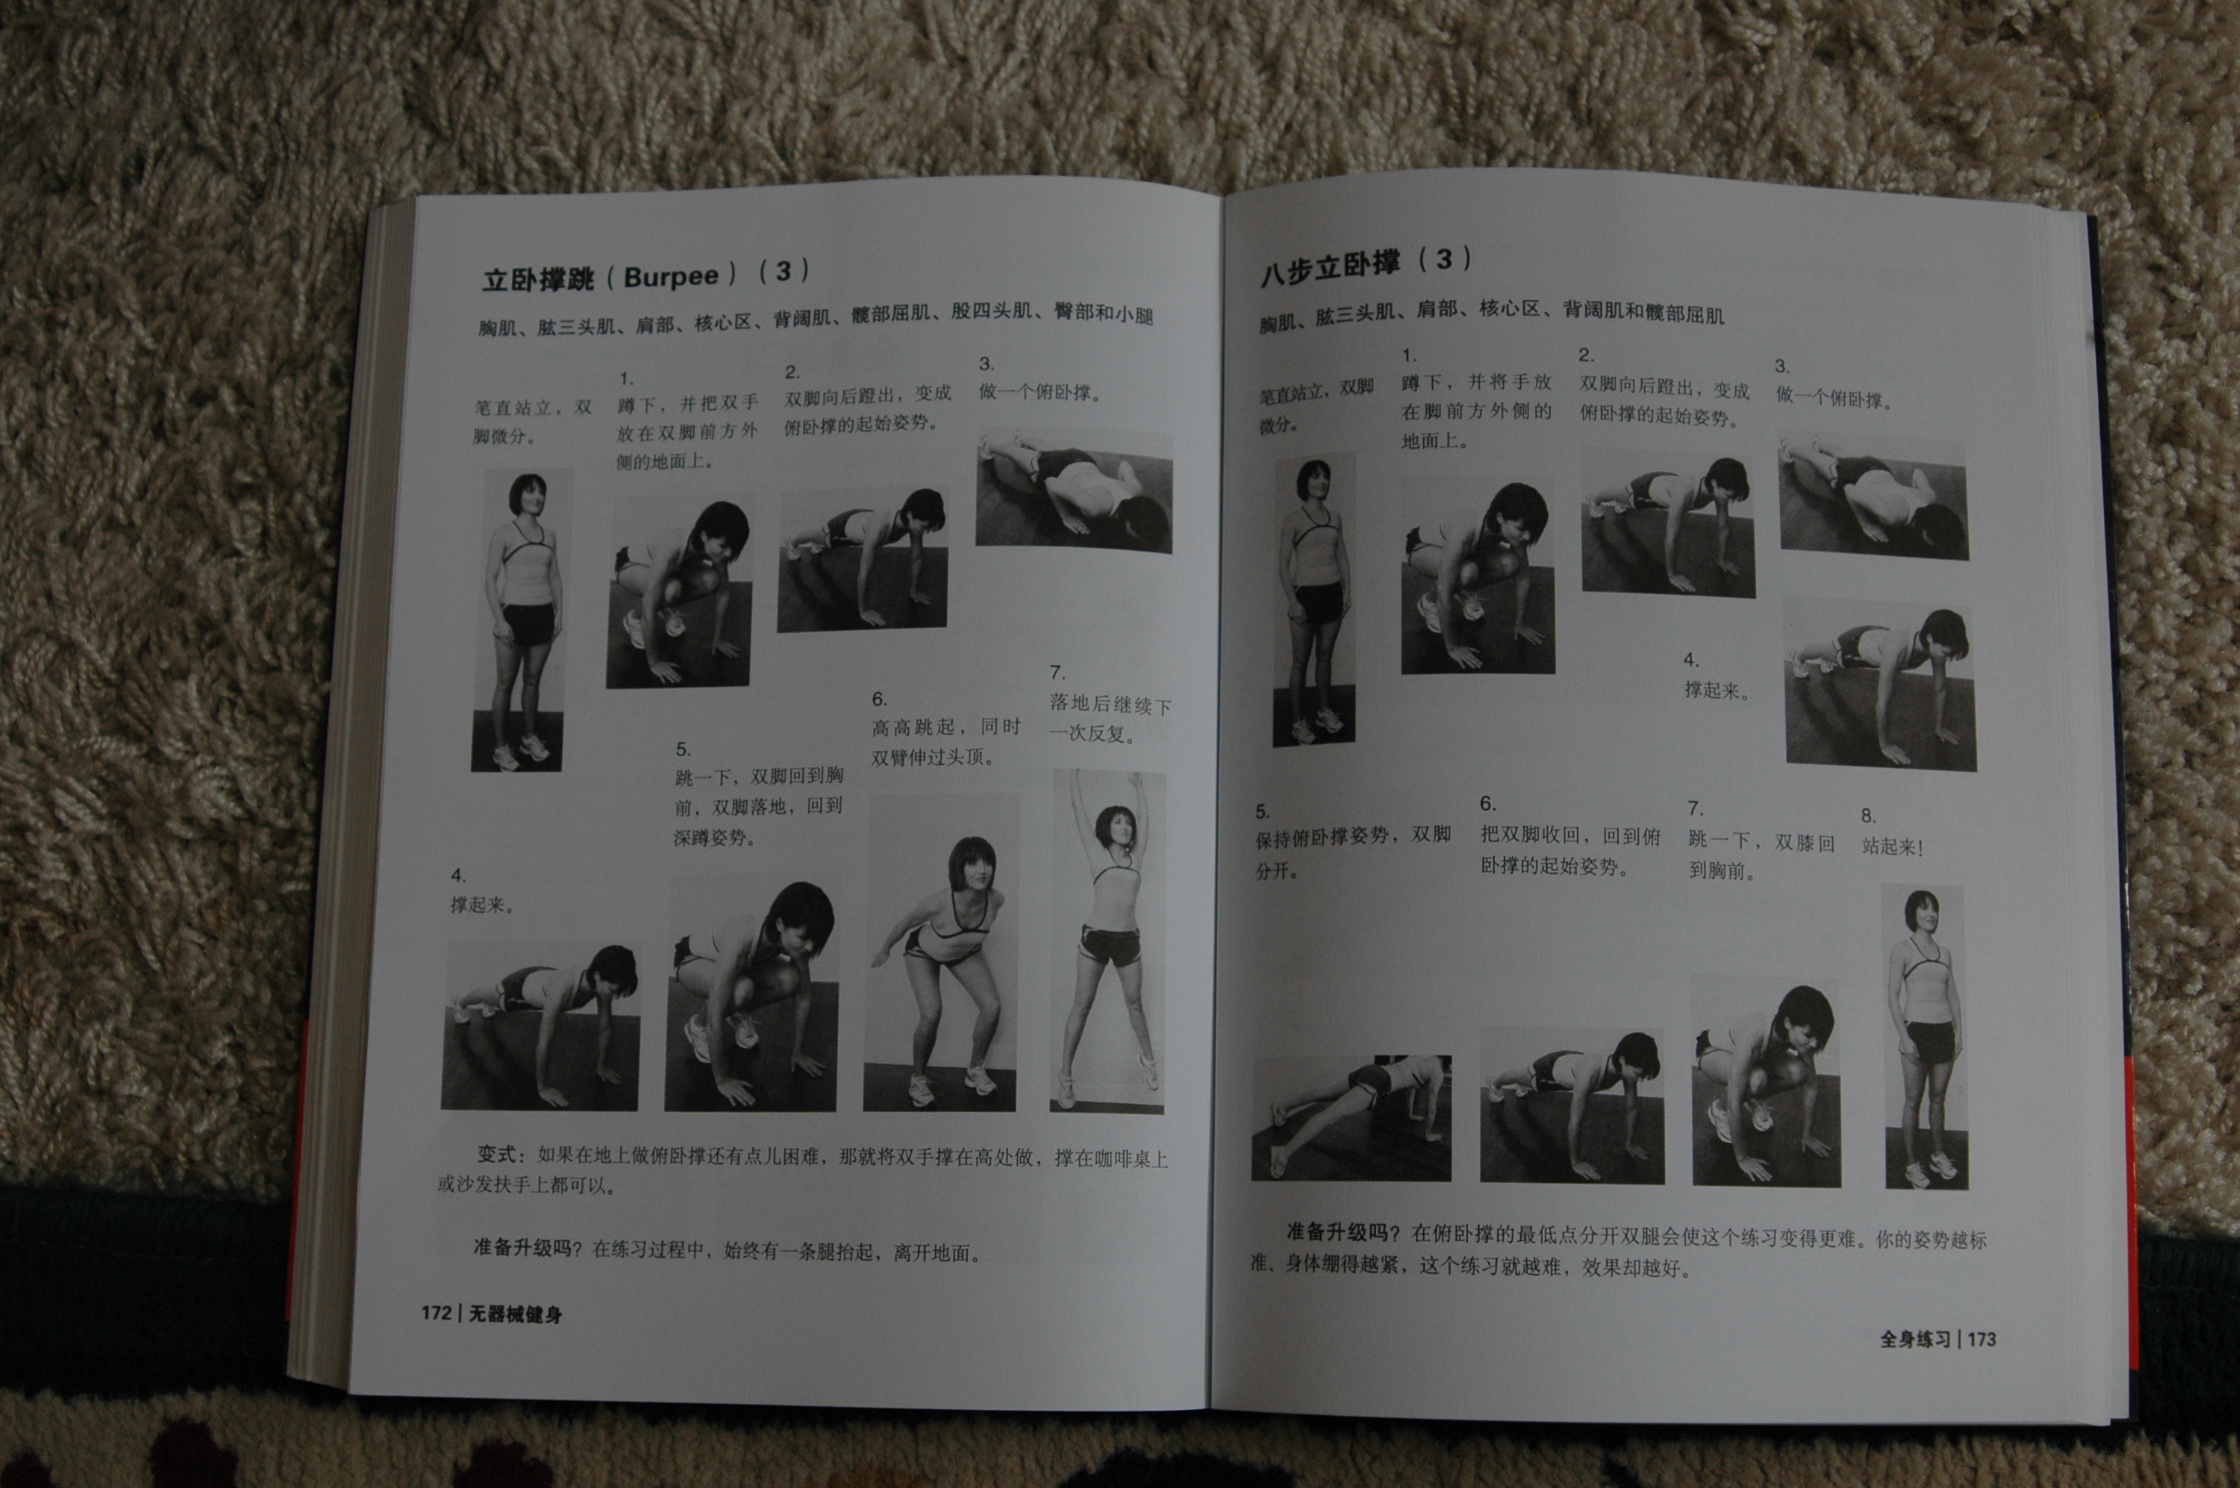 立卧撑跳（Burpee）（3）
胸肌、肱三头肌、肩部、核心区、背阔肌、髋部屈肌、股四头肌、臀部和小腿
笔直站立，双
脚微分。
1.
蹲下，并把双手
放在双脚前方外
侧的地面上。
2.
双脚向后蹬出，变成
俯卧撑的起始姿势。
3.
做一个俯卧撑。
4.
撑起来。
5.
跳一下，双脚回到胸
前，双脚落地，回到
深蹲姿势。
6.
高高跳起，同时
双臂伸过头顶。
7.
落地后继续下
一次反复。
变式：如果在地上做俯卧撑还有点儿困难，那就将双手撑在高处做，撑在咖啡桌上
或沙发扶手上都可以。
准备升级吗？在练习过程中，始终有一条腿抬起，离开地面。
172 | 无器械健身
八步立卧撑（3）
胸肌、肱三头肌、肩部、核心区、背阔肌和髋部屈肌
笔直站立，双脚
微分。
1.
蹲下，并将手放
在脚前方外侧的
地面上。
2.
双脚向后蹬出，变成
俯卧撑的起始姿势。
3.
做一个俯卧撑。
4.
撑起来。
5.
保持俯卧撑姿势，双脚
分开。
6.
把双脚收回，回到俯
卧撑的起始姿势。
7.
跳一下，双膝回
到胸前。
8.
站起来！
准备升级吗？在俯卧撑的最低点分开双腿会使这个练习变得更难。你的姿势越标
准、身体绷得越紧，这个练习就越难，效果却越好。
全身练习 | 173